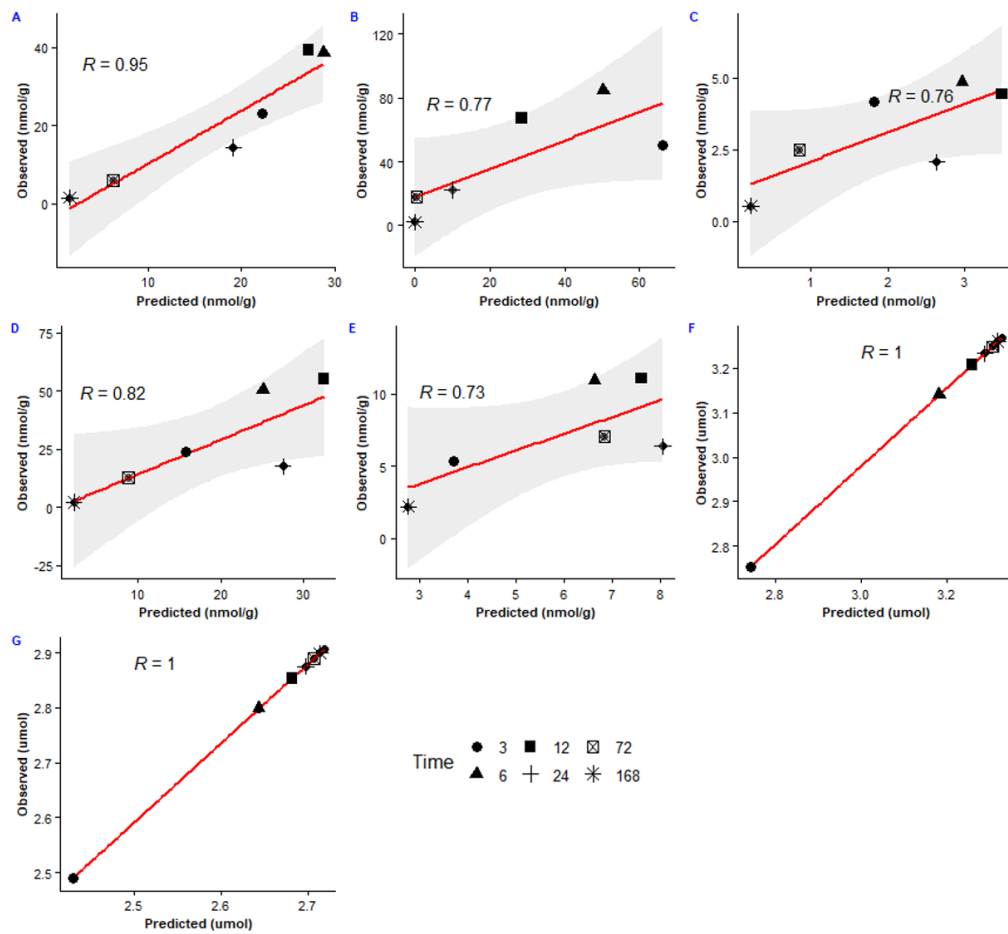 A
R = 0.95
Observed (nmol/g)
40
20
0
0
10
20
30
Predicted (nmol/g)
B
R = 0.77
Observed (nmol/g)
120
80
40
0
0
20
40
60
Predicted (nmol/g)
C
R = 0.76
Observed (nmol/g)
5.0
2.5
0.0
1
2
3
Predicted (nmol/g)
D
R = 0.82
Observed (nmol/g)
75
50
25
0
-25
10
20
30
Predicted (nmol/g)
E
R = 0.73
Observed (nmol/g)
10
5
0
3
4
5
6
7
8
Predicted (nmol/g)
F
R = 1
Observed (umol)
3.2
3.1
3.0
2.9
2.8
2.8
3.0
3.2
Predicted (umol)
G
R = 1
Observed (umol)
2.9
2.8
2.7
2.6
2.5
2.5
2.6
2.7
Predicted (umol)
Time
3
12
72
6
24
168